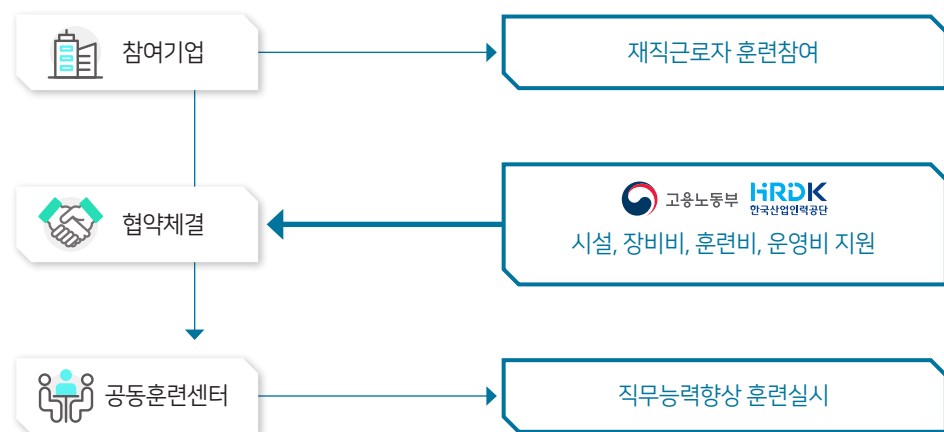 참여기업
재직근로자 훈련참여
협약체결
고용노동부 HRDK 한국산업인력공단
시설, 장비비, 훈련비, 운영비 지원
공동훈련센터
직무능력향상 훈련실시